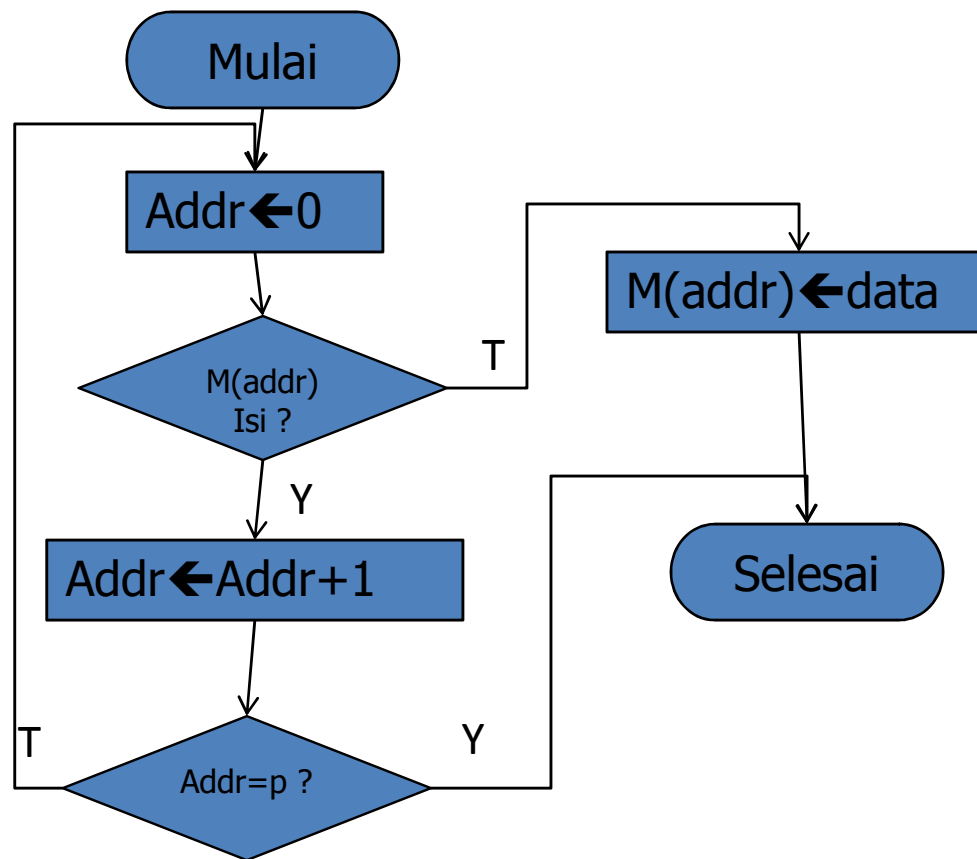 Mulai
Addr🡸0
M(addr)🡸data
T
M(addr)
Isi ?
Y
Addr🡸Addr+1
Selesai
T
Y
Addr=p ?